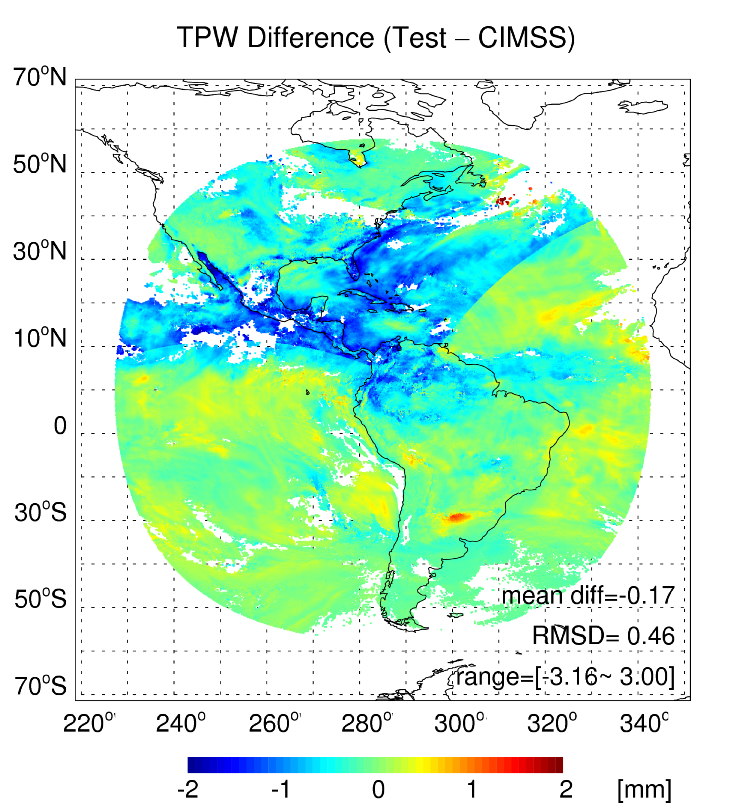 TPW Difference (Test – CIMSS)
70°N
50°N
30°N
10°N
0
30°S
50°S
70°S
mean diff=-0.17
RMSD= 0.46
range=[-3.16~ 3.00]
220° 240° 260° 280° 300° 320° 340°
-2 -1 0 1 2 [mm]